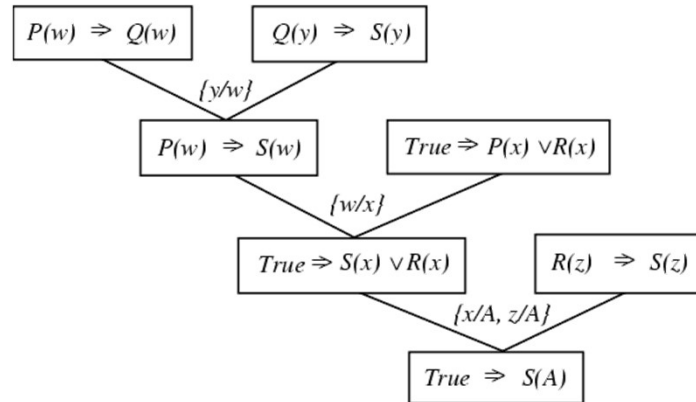 P(w) ⇒ Q(w)
Q(y) ⇒ S(y)
{y/w}
P(w) ⇒ S(w)
True ⇒ P(x) ∨R(x)
{w/x}
True ⇒ S(x) ∨R(x)
R(z) ⇒ S(z)
{x/A, z/A}
True ⇒ S(A)